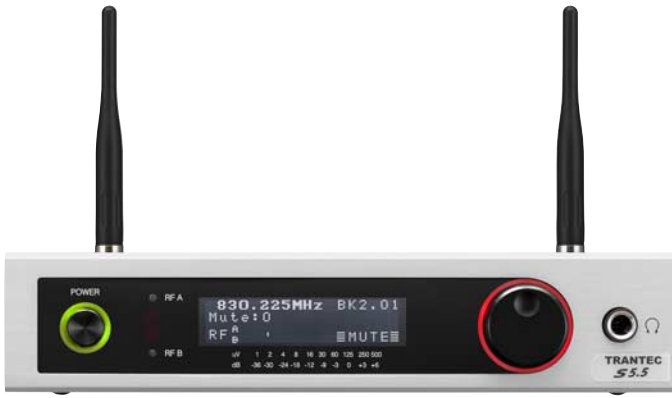 POWER
RF A
RF B
830.225MHz BK2.01
Mute:0
RF A B MUTE
uV 1 2 4 8 16 30 60 125 250 500
dB -36 -30 -24 -18 -12 -9 -3 0 +3 +6
TRANTEC
S5.5